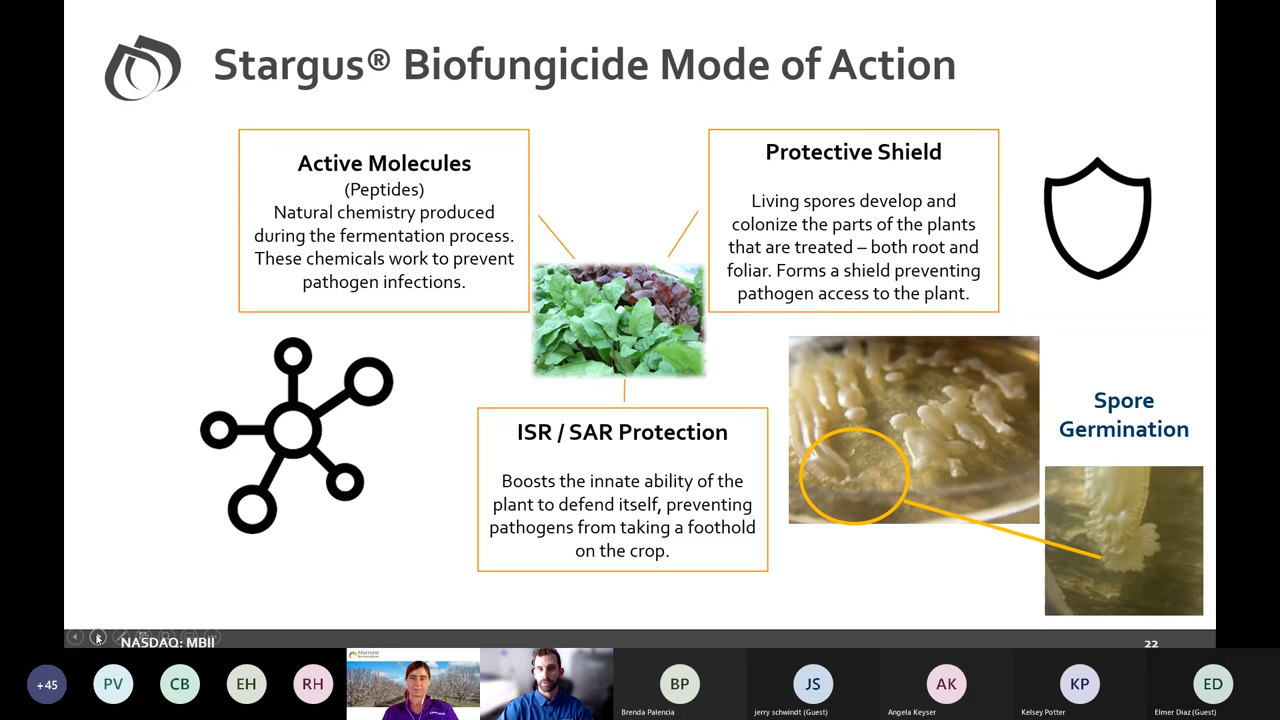 Stargus® Biofungicide Mode of Action
Active Molecules
(Peptides)
Natural chemistry produced
during the fermentation process.
These chemicals work to prevent
pathogen infections.
Protective Shield
Living spores develop and
colonize the parts of the plants
that are treated – both root and
foliar. Forms a shield preventing
pathogen access to the plant.
ISR / SAR Protection
Boosts the innate ability of the
plant to defend itself, preventing
pathogens from taking a foothold
on the crop.
Spore
Germination
NASDAQ: MBII
22
+45
PV
CB
EH
RH
Marrone
BP
Brenda Palencia
JS
jerry schwindt (Guest)
AK
Angela Keyser
KP
Kelsey Potter
ED
Elmer Diaz (Guest)